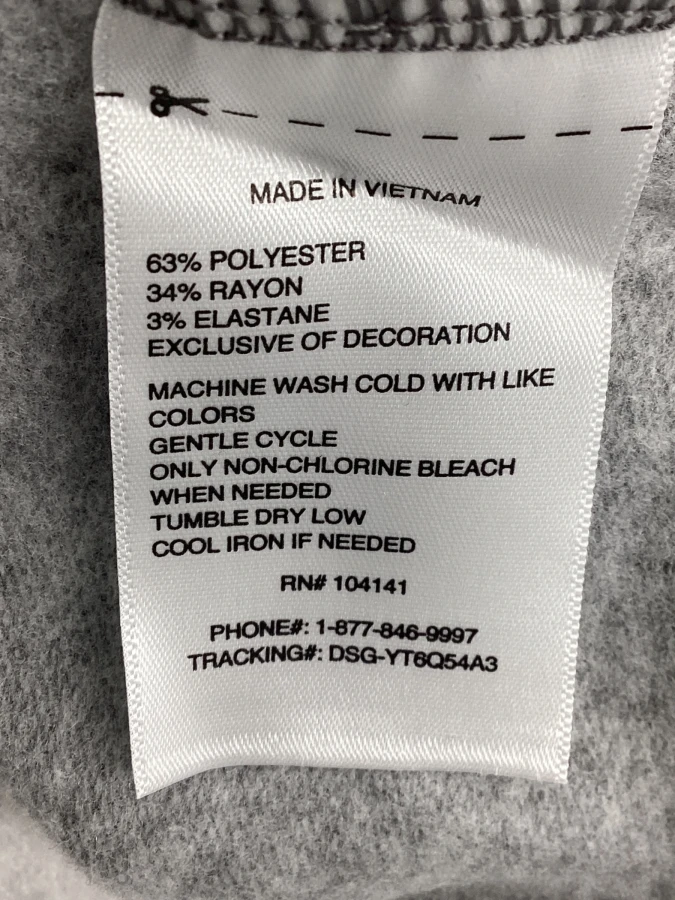 MADE IN VIETNAM
63% POLYESTER
34% RAYON
3% ELASTANE
EXCLUSIVE OF DECORATION
MACHINE WASH COLD WITH LIKE
COLORS
GENTLE CYCLE
ONLY NON-CHLORINE BLEACH
WHEN NEEDED
TUMBLE DRY LOW
COOL IRON IF NEEDED
RN# 104141
PHONE#: 1-877-846-9997
TRACKING#: DSG-YT6Q54A3